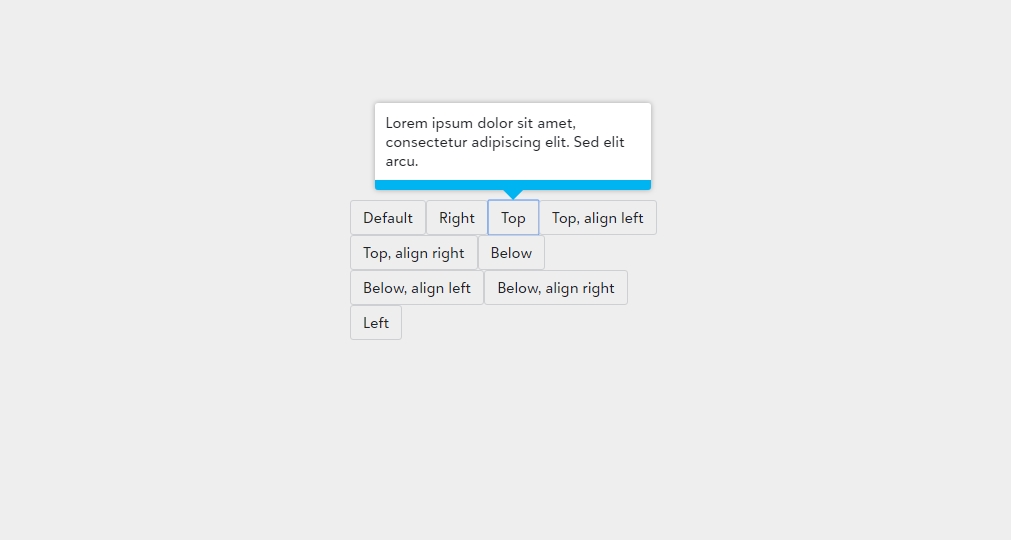 Lorem ipsum dolor sit amet,
consectetur adipiscing elit. Sed elit
arcu.
Default Right Top Top, align left
Top, align right Below
Below, align left Below, align right
Left